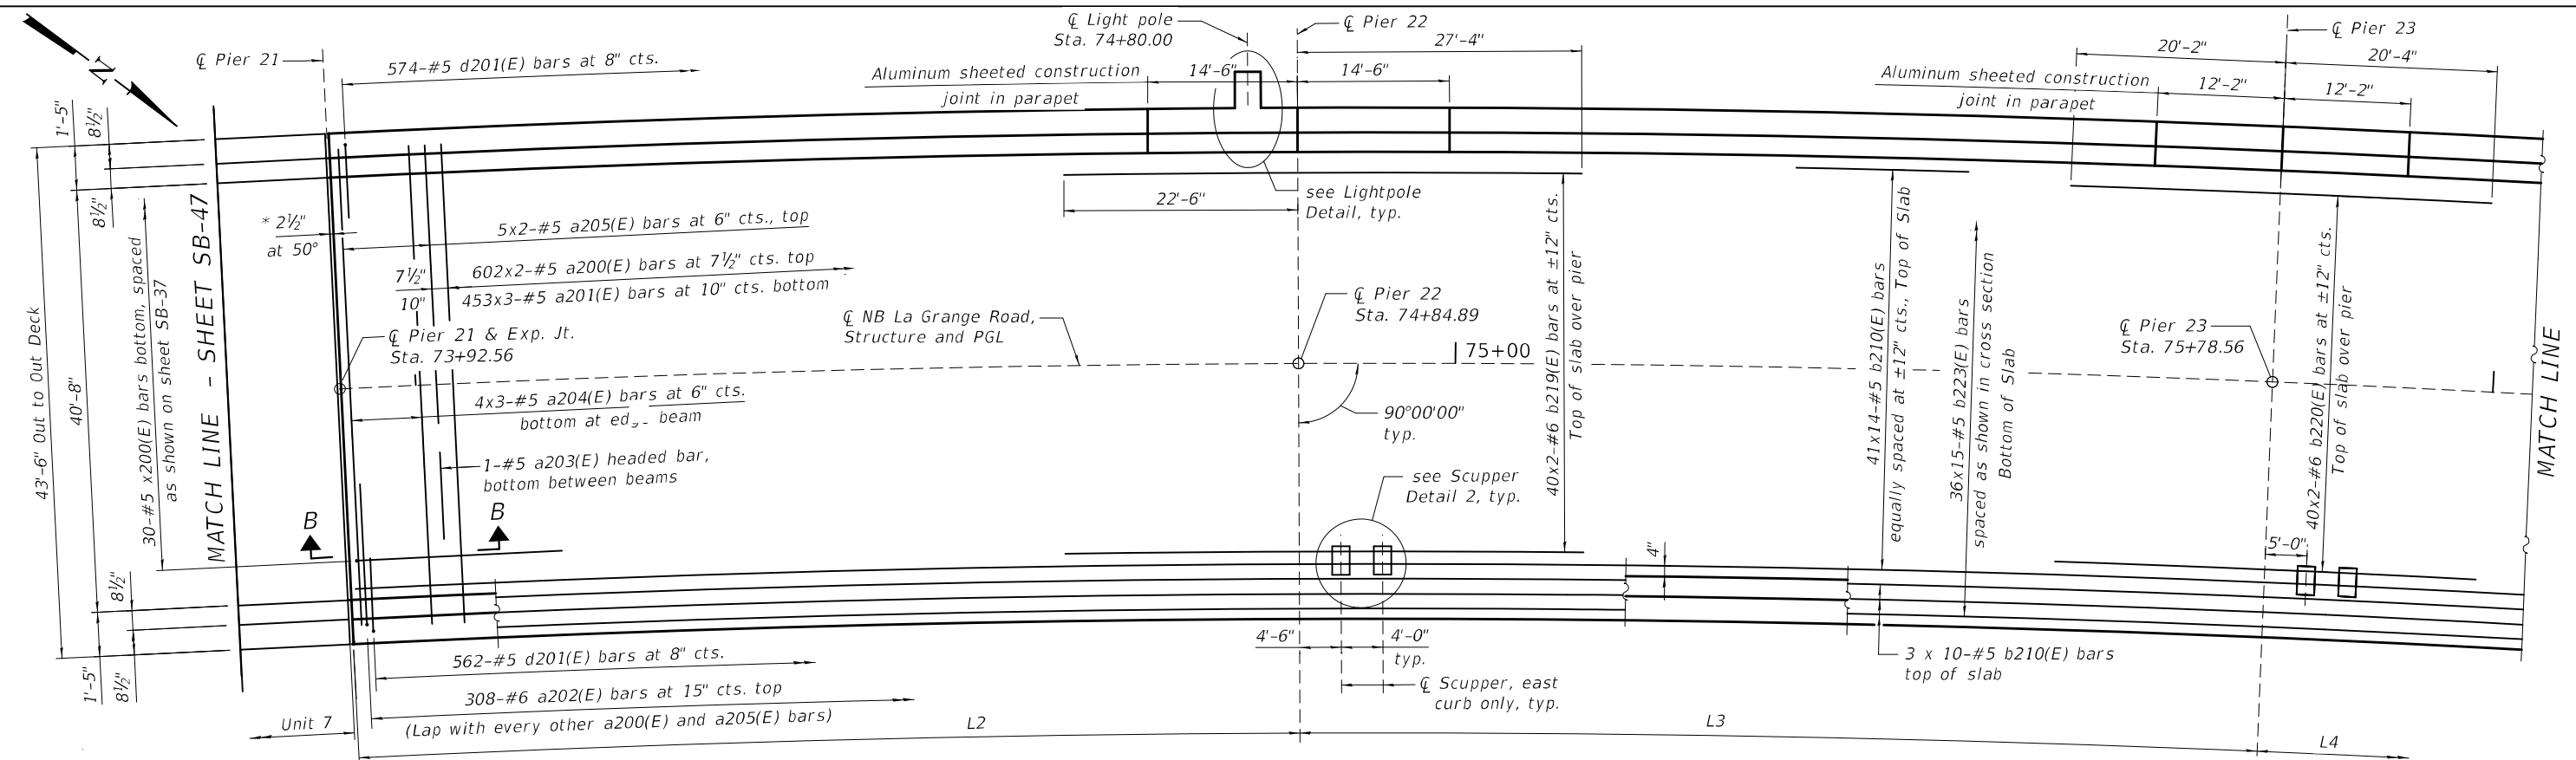 N
℄ Pier 21
574-#5 d201(E) bars at 8" cts.
℄ Light pole
Sta. 74+80.00
℄ Pier 22
27'-4"
Aluminum sheeted construction
joint in parapet
14'-6"
14'-6"
℄ Pier 23
20'-2"
20'-4"
Aluminum sheeted construction
joint in parapet
12'-2"
12'-2"
1'-5"
8½"
8½"
43'-6" Out to Out Deck
40'-8"
30-#5 x200(E) bars bottom, spaced
as shown on sheet SB-37
MATCH LINE - SHEET SB-47
* 2½"
at 50°
5x2-#5 a205(E) bars at 6" cts., top
7½"
10"
602x2-#5 a200(E) bars at 7½" cts. top
453x3-#5 a201(E) bars at 10" cts. bottom
℄ Pier 21 & Exp. Jt.
Sta. 73+92.56
4x3-#5 a204(E) bars at 6" cts.
beam
1-#5 a203(E) headed bar,
bottom between beams
B
B
22'-6"
see Lightpole
Detail, typ.
℄ NB La Grange Road,
Structure and PGL
℄ Pier 22
Sta. 74+84.89
75+00
90°00'00"
typ.
see Scupper
Detail 2, typ.
40x2-#6 b219(E) bars at ±12" cts.
Top of slab over pier
4"
41x14-#5 b210(E) bars
equally spaced at ±12" cts., Top of Slab
36x15-#5 b223(E) bars
spaced as shown in cross section
Bottom of Slab
℄ Pier 23
Sta. 75+78.56
40x2-#6 b220(E) bars at ±12" cts.
Top of slab over pier
5'-0"
MATCH LINE
8½"
1'-5"
8½"
562-#5 d201(E) bars at 8" cts.
308-#6 a202(E) bars at 15" cts. top
(Lap with every other a200(E) and a205(E) bars)
Unit 7
4'-6"
4'-0"
typ.
℄ Scupper, east
curb only, typ.
3 x 10-#5 b210(E) bars
top of slab
L2
L3
L4